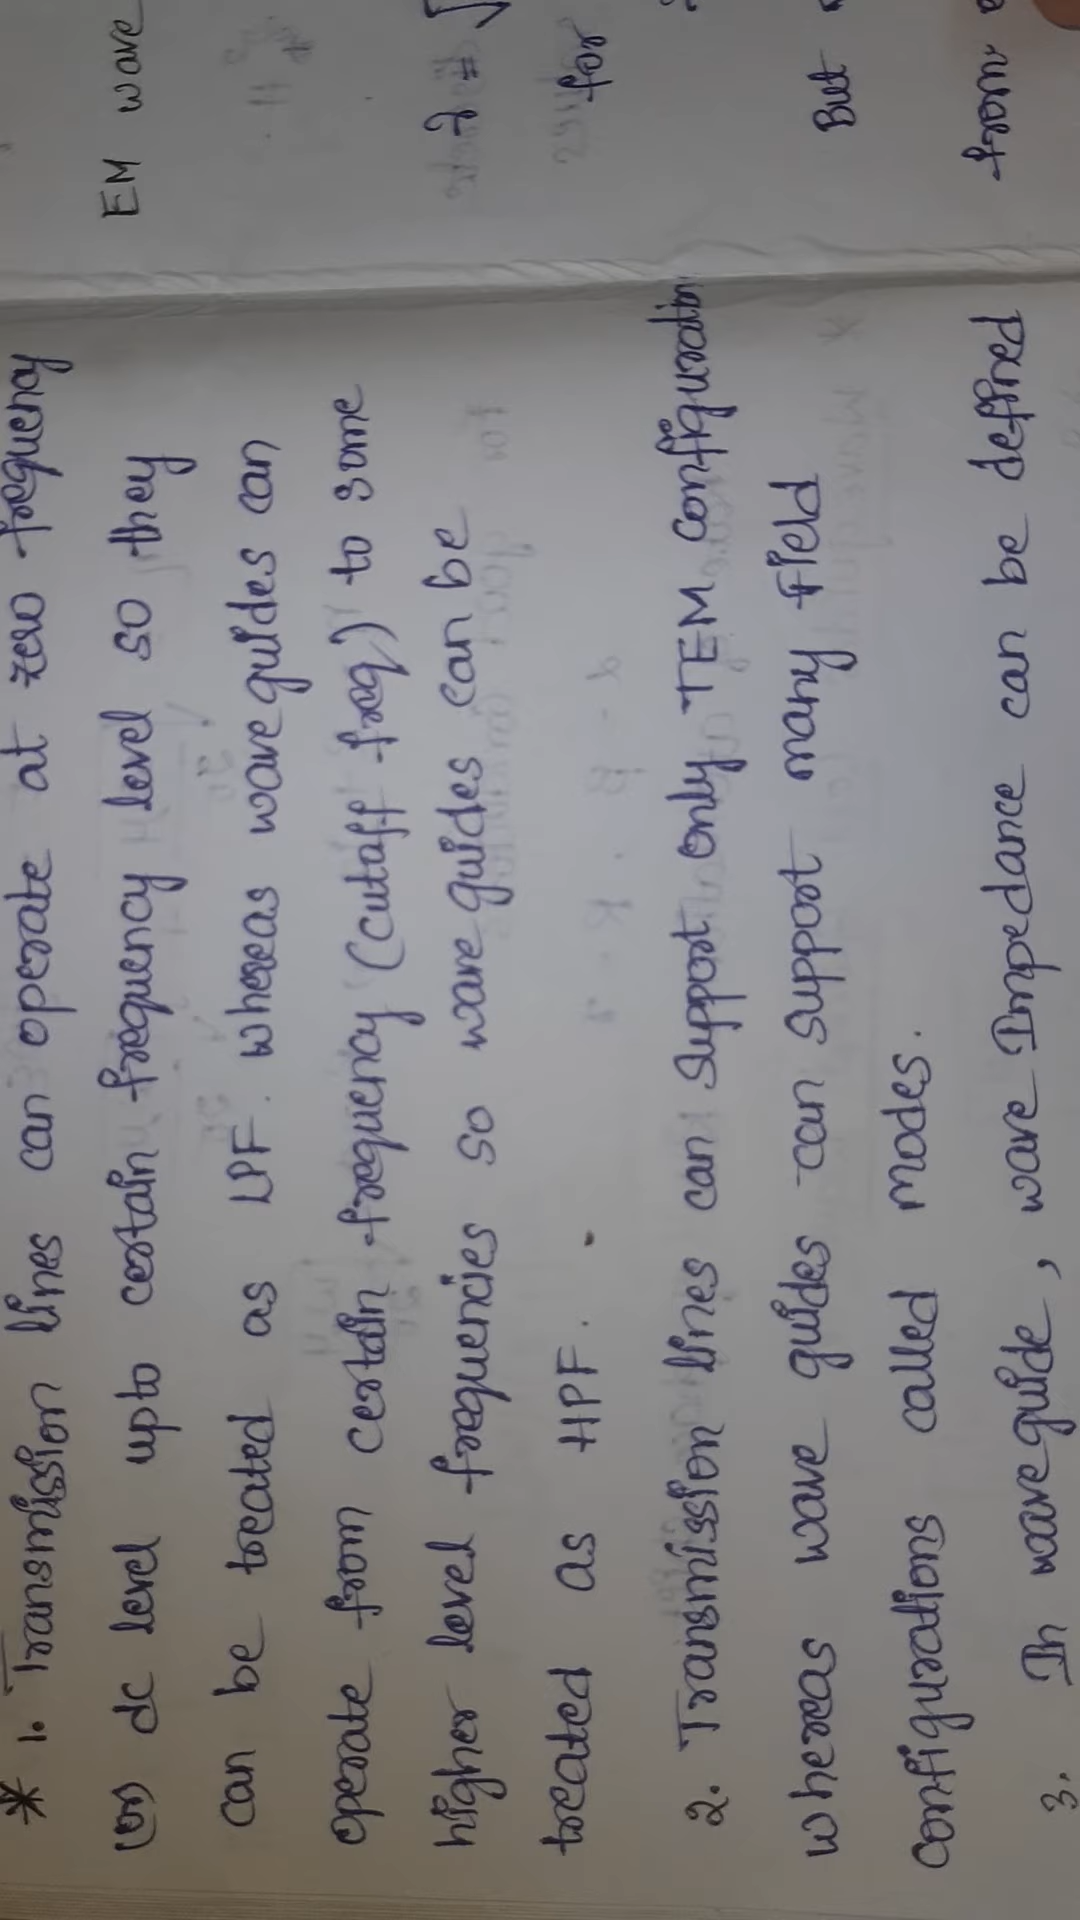 * 1. Transmission lines can operate at zero frequency
(or) dc level upto certain frequency level so they
can be treated as LPF. whereas wave guides can
operate from certain frequency (cutoff freq) to some
higher level frequencies so wave guides can be
treated as HPF.
2. Transmission lines can support only TEM configuration
whereas wave guides can support many field
configurations called modes.
3. In wave guide, wave Impedance can be defined
EM wave
for
But
from